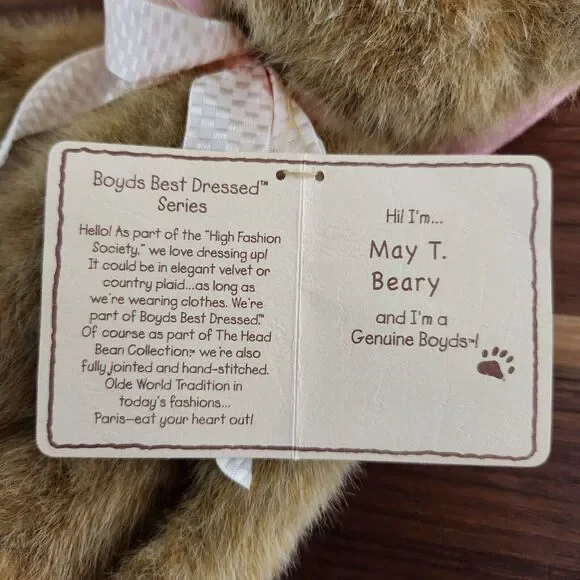 Boyds Best Dressed™
Series
Hello! As part of the "High Fashion
Society," we love dressing up!
It could be in elegant velvet or
country plaid...as long as
we're wearing clothes. We're
part of Boyds Best Dressed™.
Of course as part of The Head
Bean Collection™ we're also
fully jointed and hand-stitched.
Olde World Tradition in
today's fashions...
Paris—eat your heart out!
Hi! I'm...
May T.
Beary
and I'm a
Genuine Boyds™!